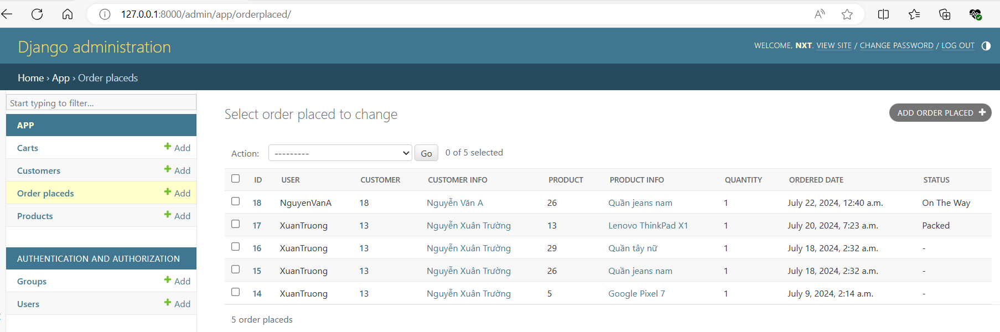 127.0.0.1:8000/admin/app/orderplaced/
Django administration
WELCOME, NXT. VIEW SITE / CHANGE PASSWORD / LOG OUT
Home › App › Order placeds
Start typing to filter...
APP
Carts + Add
Customers + Add
Order placeds + Add
Products + Add
AUTHENTICATION AND AUTHORIZATION
Groups + Add
Users + Add
Select order placed to change
ADD ORDER PLACED +
Action: --------- Go 0 of 5 selected
ID USER CUSTOMER CUSTOMER INFO PRODUCT PRODUCT INFO QUANTITY ORDERED DATE STATUS
18 NguyenVanA 18 Nguyễn Văn A 26 Quần jeans nam 1 July 22, 2024, 12:40 a.m. On The Way
17 XuanTruong 13 Nguyễn Xuân Trường 13 Lenovo ThinkPad X1 1 July 20, 2024, 7:23 a.m. Packed
16 XuanTruong 13 Nguyễn Xuân Trường 29 Quần tây nữ 1 July 18, 2024, 2:32 a.m. -
15 XuanTruong 13 Nguyễn Xuân Trường 26 Quần jeans nam 1 July 18, 2024, 2:32 a.m. -
14 XuanTruong 13 Nguyễn Xuân Trường 5 Google Pixel 7 1 July 9, 2024, 2:14 a.m. -
5 order placeds